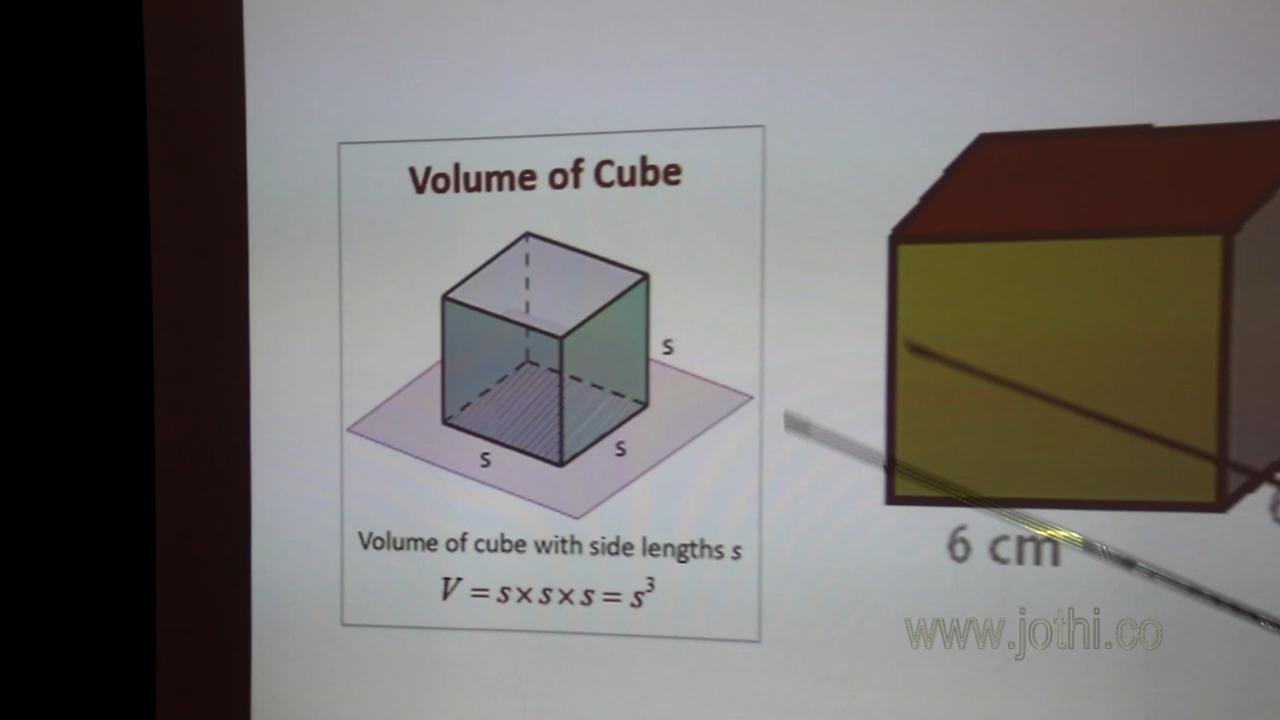 Volume of Cube
s
s
s
Volume of cube with side lengths s
V = s×s×s = s³
6 cm
www.jothi.co